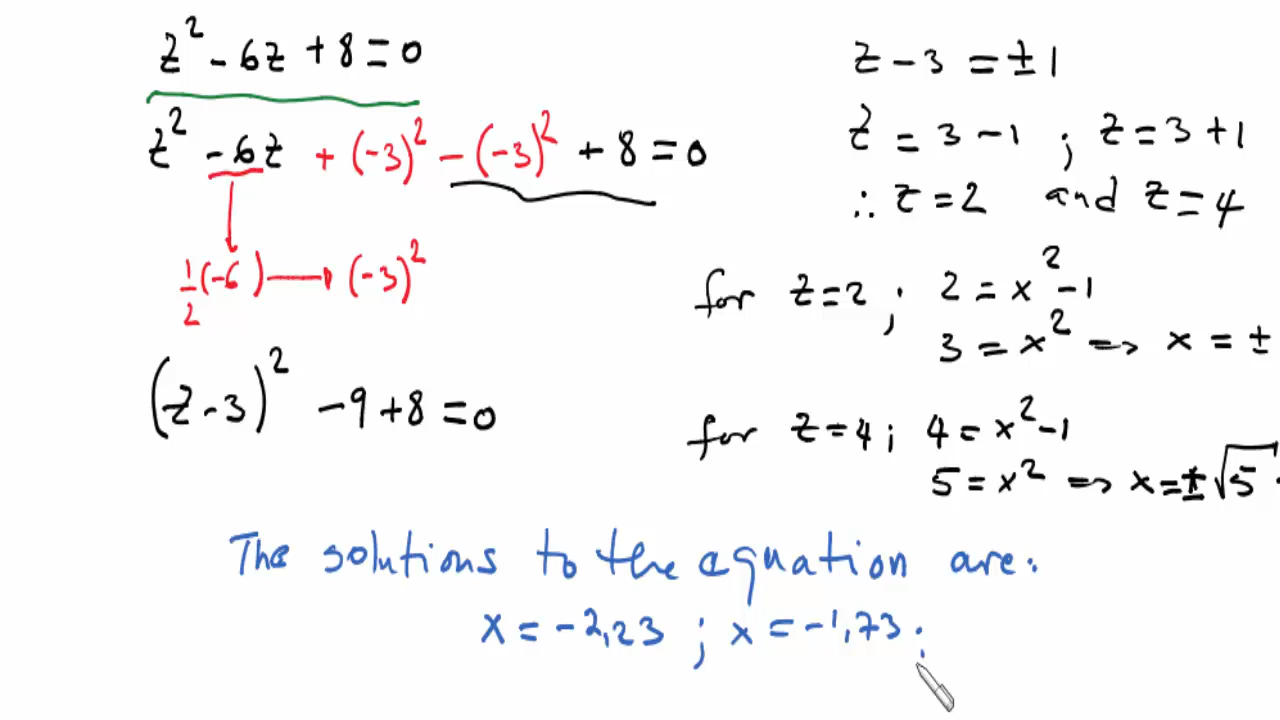 z² - 6z + 8 = 0
z² - 6z + (-3)² - (-3)² + 8 = 0
½(-6) → (-3)²
(z - 3)² - 9 + 8 = 0
z - 3 = ± 1
z = 3 - 1 ; z = 3 + 1
∴ z = 2 and z = 4
for z = 2 ; 2 = x² - 1
3 = x² ⟹ x = ±
for z = 4 ; 4 = x² - 1
5 = x² ⟹ x = ± √5
The solutions to the equation are:
x = -2,23 ; x = -1,73 ;